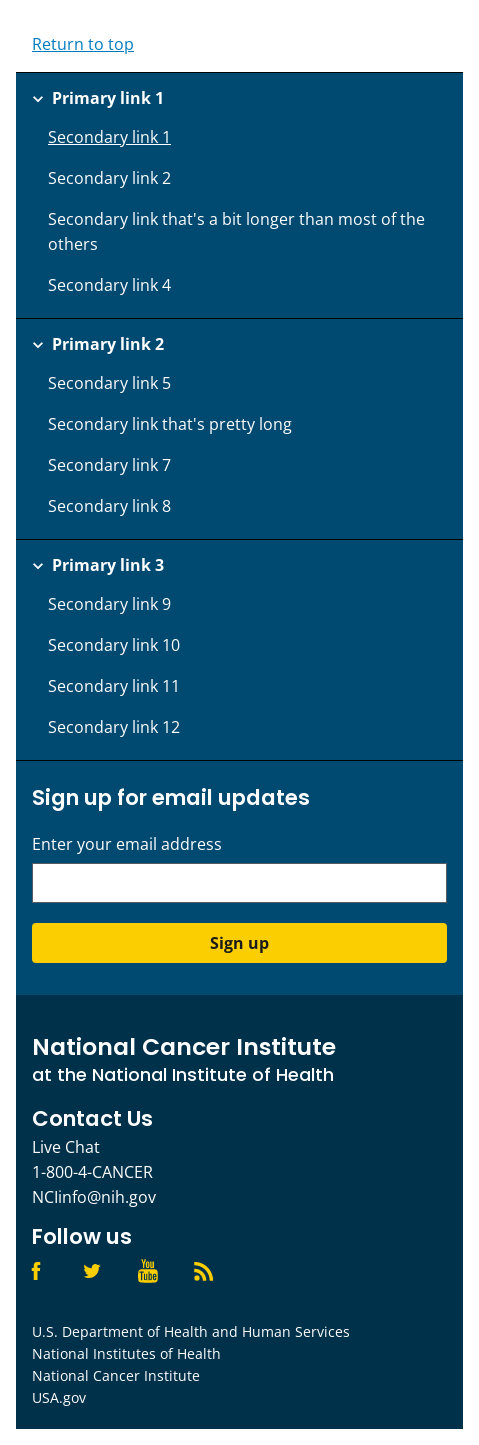 Return to top
Primary link 1
Secondary link 1
Secondary link 2
Secondary link that's a bit longer than most of the
others
Secondary link 4
Primary link 2
Secondary link 5
Secondary link that's pretty long
Secondary link 7
Secondary link 8
Primary link 3
Secondary link 9
Secondary link 10
Secondary link 11
Secondary link 12
Sign up for email updates
Enter your email address
Sign up
National Cancer Institute
at the National Institute of Health
Contact Us
Live Chat
1-800-4-CANCER
NCIinfo@nih.gov
Follow us
You
Tube
U.S. Department of Health and Human Services
National Institutes of Health
National Cancer Institute
USA.gov